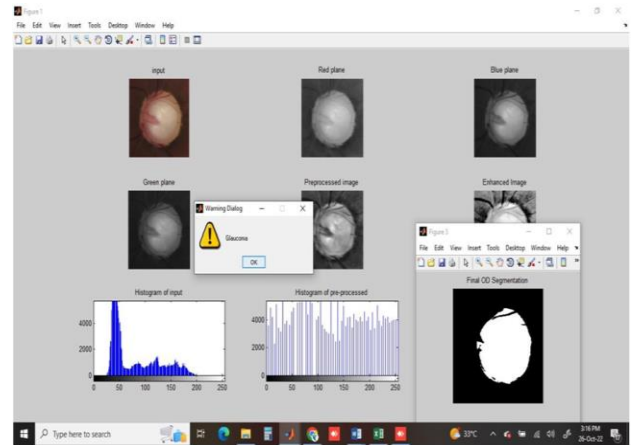 Figure 1
File Edit View Insert Tools Desktop Window Help
input
Red plane
Blue plane
Green plane
Preprocessed image
Enhanced Image
Warning Dialog
Glaucoma
OK
Figure 3
File Edit View Insert Tools Desktop Window Help
Final OD Segmentation
Histogram of input
4000
2000
0
0 50 100 150 200 250
Histogram of pre-processed
4000
2000
0
0 50 100 150 200 250
Type here to search
33°C
3:16 PM
26-Oct-22